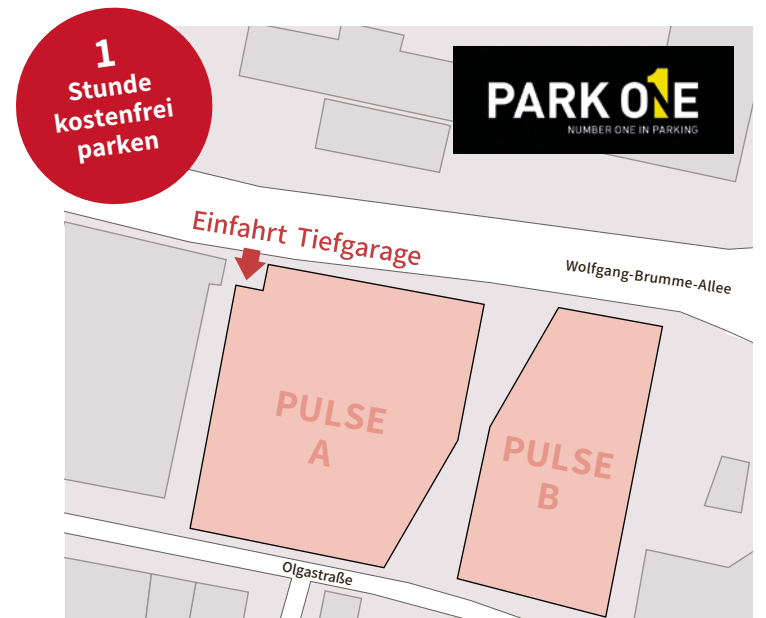 1
Stunde
kostenfrei
parken
PARK ONE
NUMBER ONE IN PARKING
Einfahrt Tiefgarage
Wolfgang-Brumme-Allee
PULSE
A
PULSE
B
Olgastraße